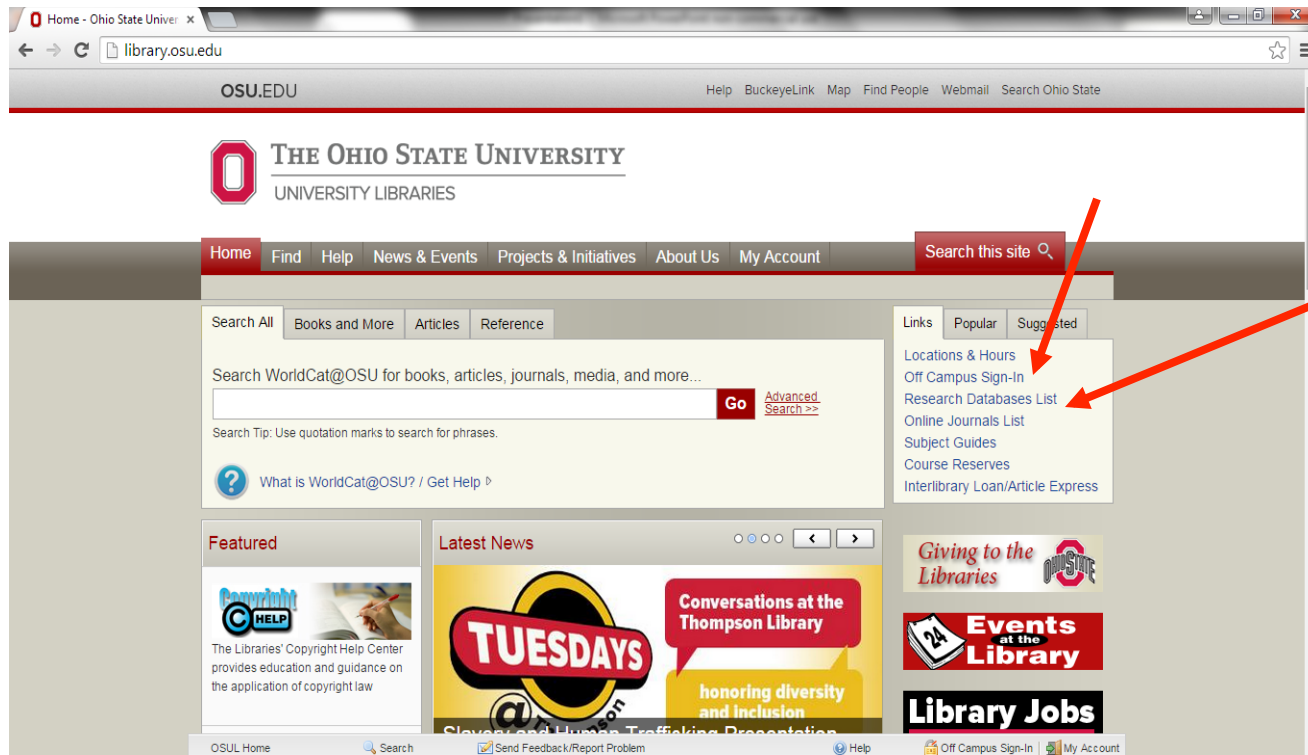 Home - Ohio State Univer
library.osu.edu
OSU.EDU
Help BuckeyeLink Map Find People Webmail Search Ohio State
THE OHIO STATE UNIVERSITY
UNIVERSITY LIBRARIES
Home Find Help News & Events Projects & Initiatives About Us My Account
Search this site
Search All Books and More Articles Reference
Search WorldCat@OSU for books, articles, journals, media, and more...
Go
Advanced
Search >>
Search Tip: Use quotation marks to search for phrases.
What is WorldCat@OSU? / Get Help
Links Popular Suggested
Locations & Hours
Off Campus Sign-In
Research Databases List
Online Journals List
Subject Guides
Course Reserves
Interlibrary Loan/Article Express
Featured
Copyright
C HELP
The Libraries' Copyright Help Center
provides education and guidance on
the application of copyright law
Latest News
TUESDAYS
@
Conversations at the
Thompson Library
honoring diversity
and inclusion
Slavery and Human Trafficking Presentation
Giving to the
Libraries
OHIO STATE
24
Events
at the
Library
Library Jobs
OSUL Home Search Send Feedback/Report Problem Help Off Campus Sign-In My Account